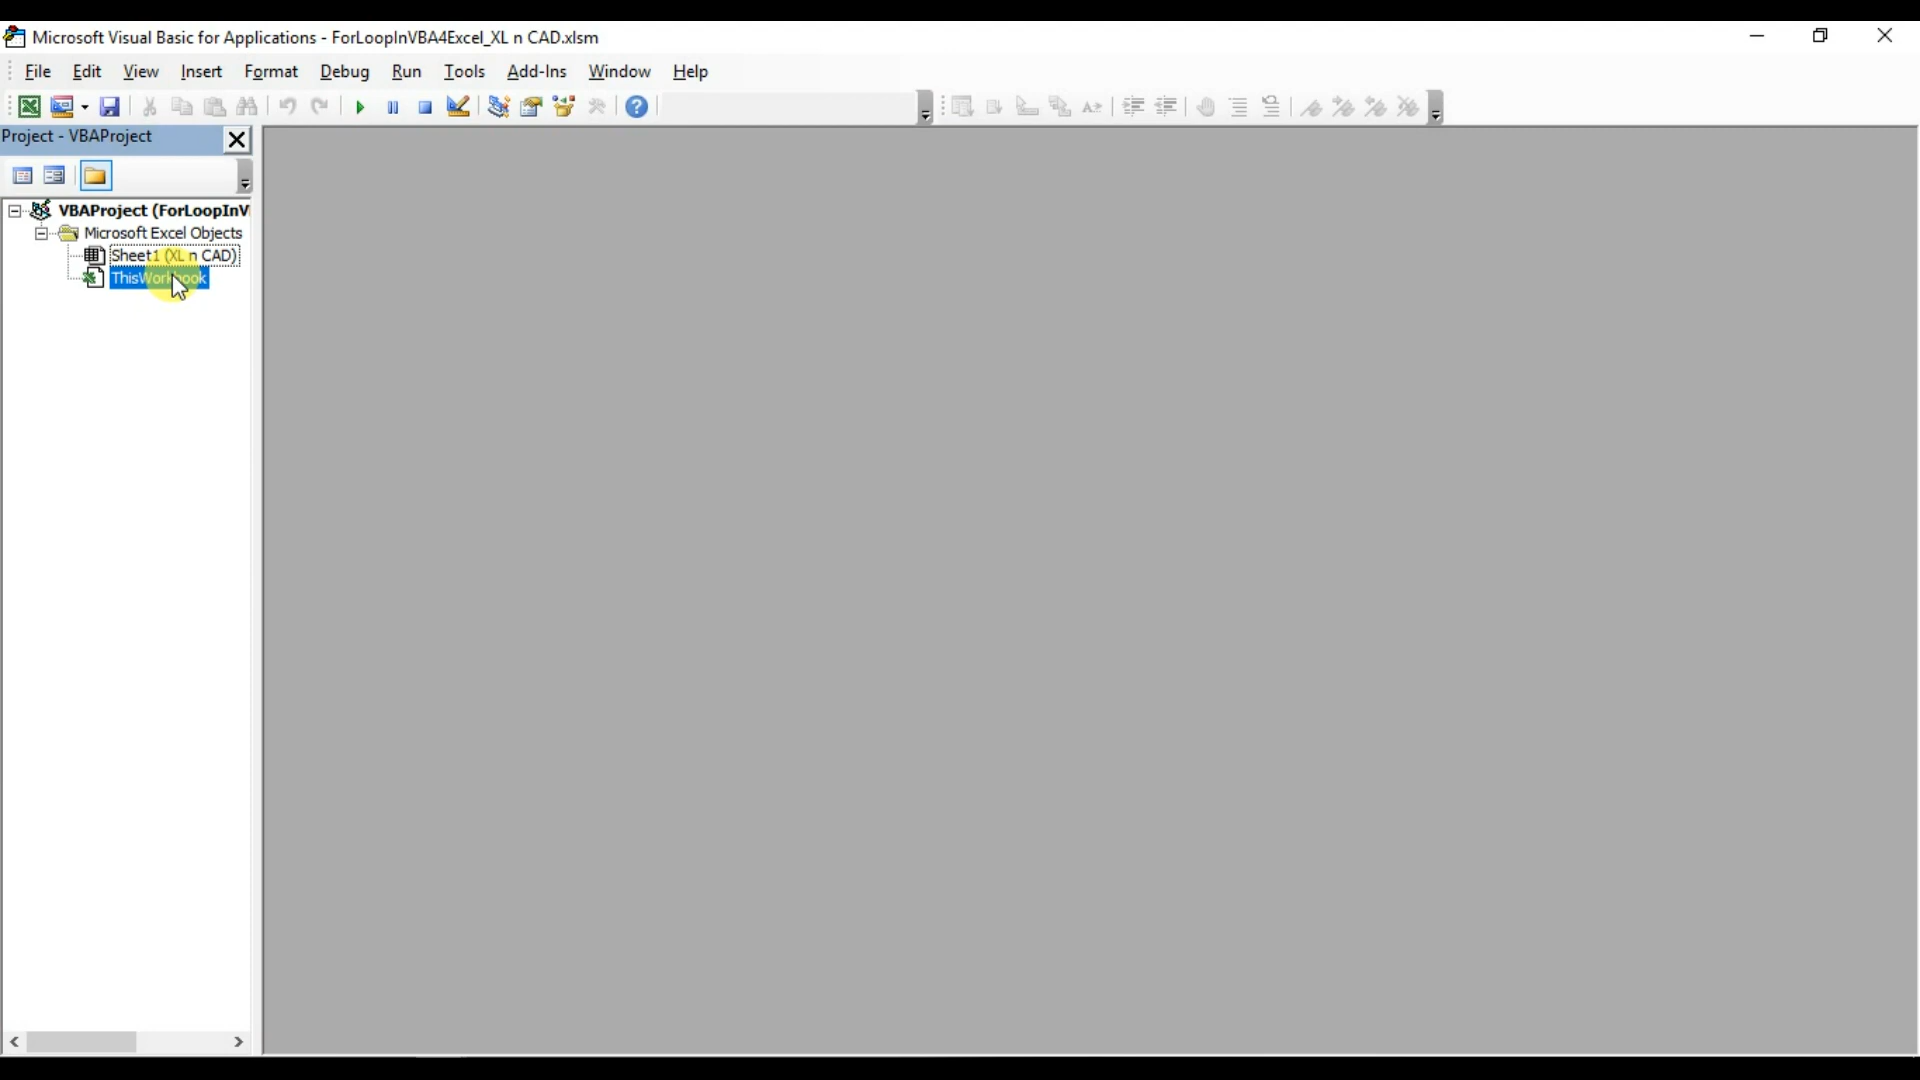 Microsoft Visual Basic for Applications - ForLoopInVBA4Excel_XL n CAD.xlsm
File Edit View Insert Format Debug Run Tools Add-Ins Window Help
Project - VBAProject
VBAProject (ForLoopInV
Microsoft Excel Objects
Sheet1 (XL n CAD)
ThisWorkbook